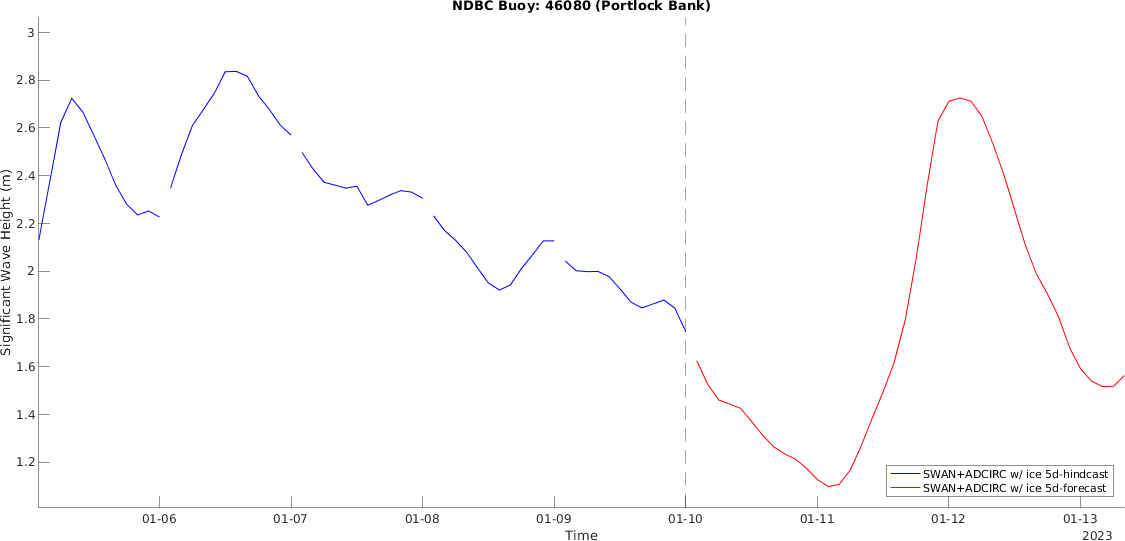 NDBC Buoy: 46080 (Portlock Bank)
3
2.8
2.6
2.4
2.2
2
1.8
1.6
1.4
1.2
Significant Wave Height (m)
SWAN+ADCIRC w/ ice 5d-hindcast
SWAN+ADCIRC w/ ice 5d-forecast
01-06 01-07 01-08 01-09 01-10 01-11 01-12 01-13
Time
2023